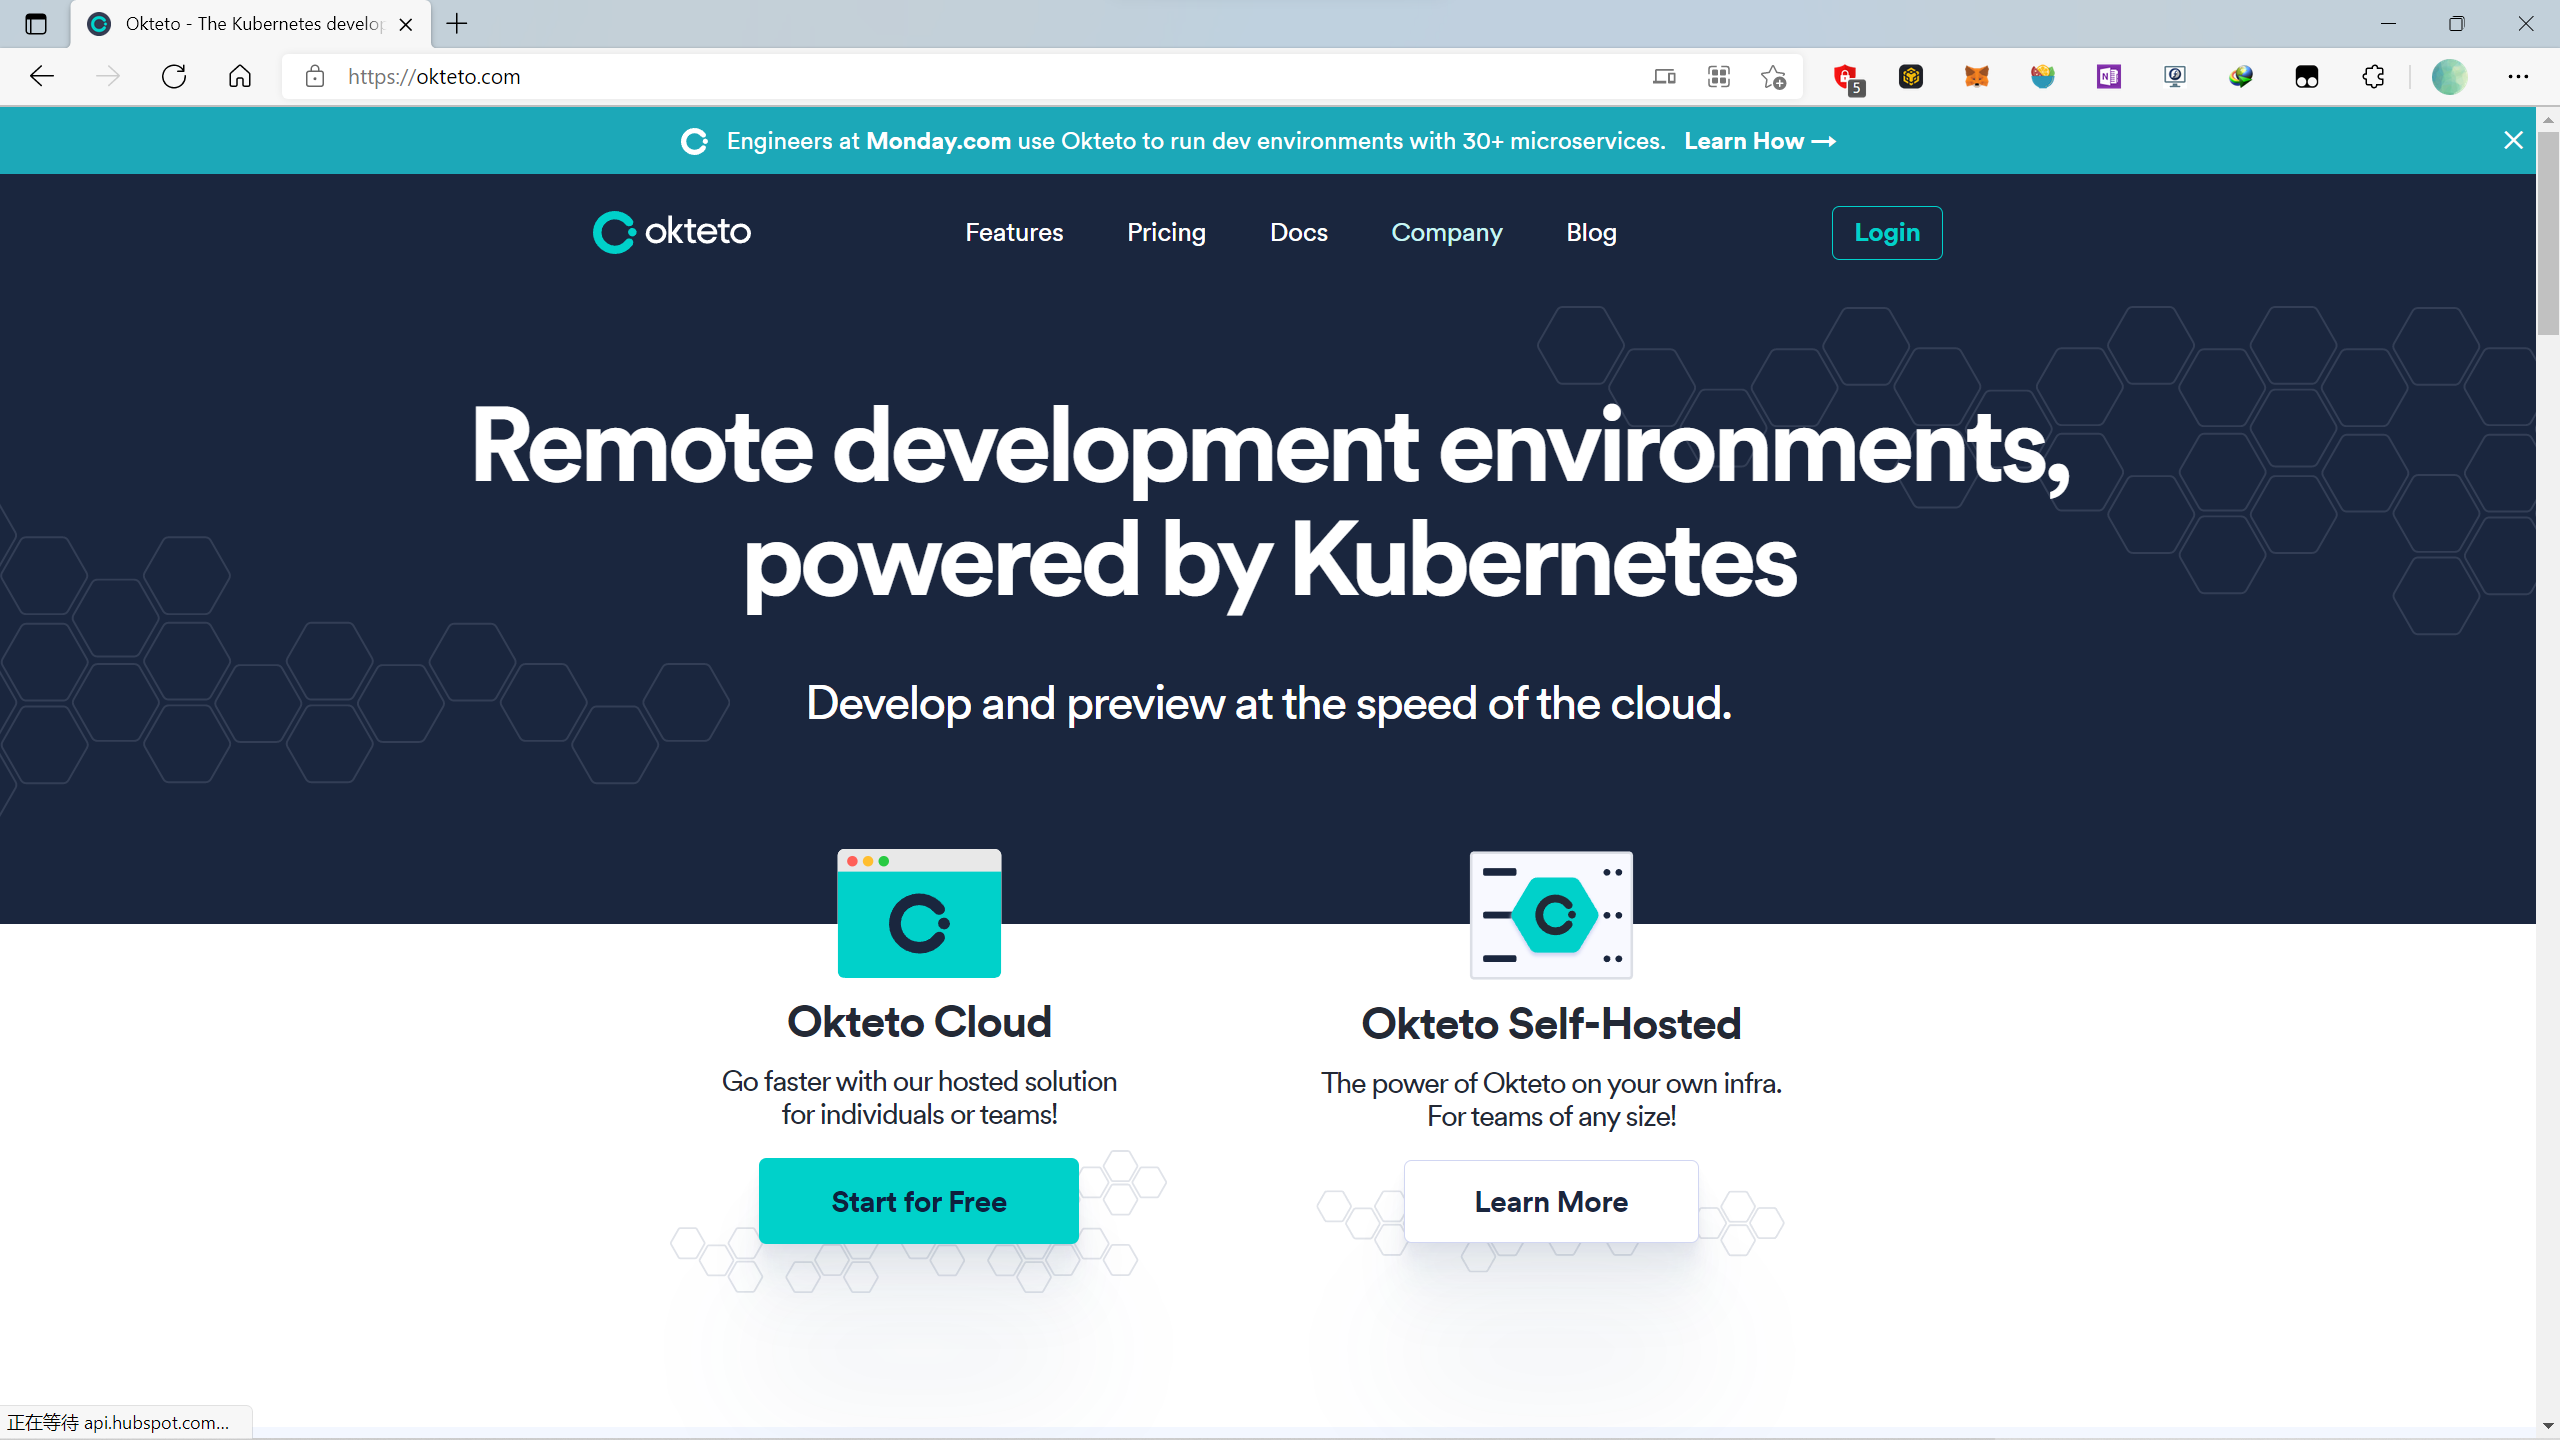 Okteto - The Kubernetes develop
https://okteto.com
5
Engineers at Monday.com use Okteto to run dev environments with 30+ microservices. Learn How →
okteto
Features
Pricing
Docs
Company
Blog
Login
Remote development environments,
powered by Kubernetes
Develop and preview at the speed of the cloud.
Okteto Cloud
Go faster with our hosted solution
for individuals or teams!
Start for Free
Okteto Self-Hosted
The power of Okteto on your own infra.
For teams of any size!
Learn More
正在等待 api.hubspot.com...